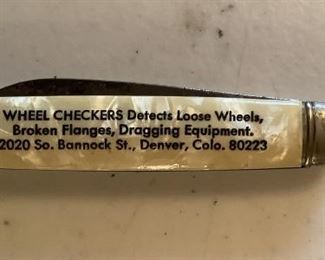 WHEEL CHECKERS Detects Loose Wheels,
Broken Flanges, Dragging Equipment.
2020 So. Bannock St., Denver, Colo. 80223